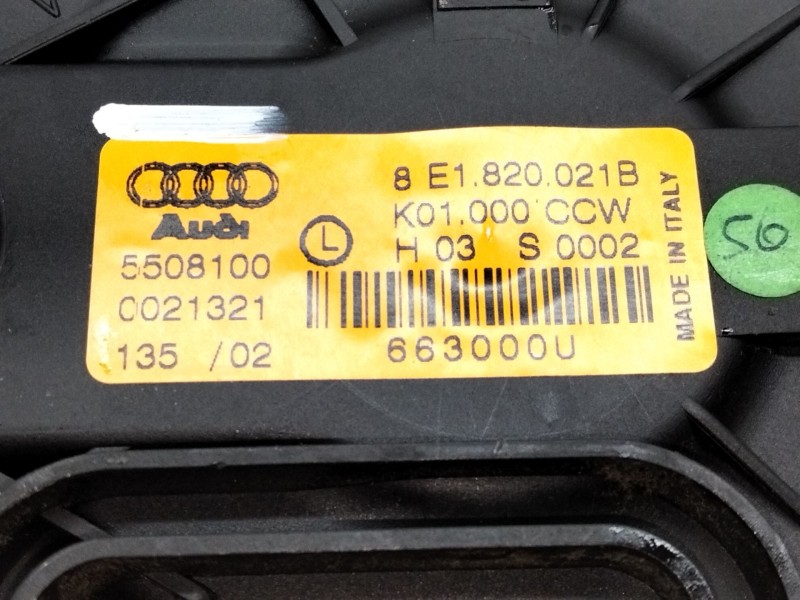 Audi
5508100
0021321
135 /02
L
8 E1.820.021B
K01.000 CCW
H 03 S 0002
663000U
MADE IN ITALY
56